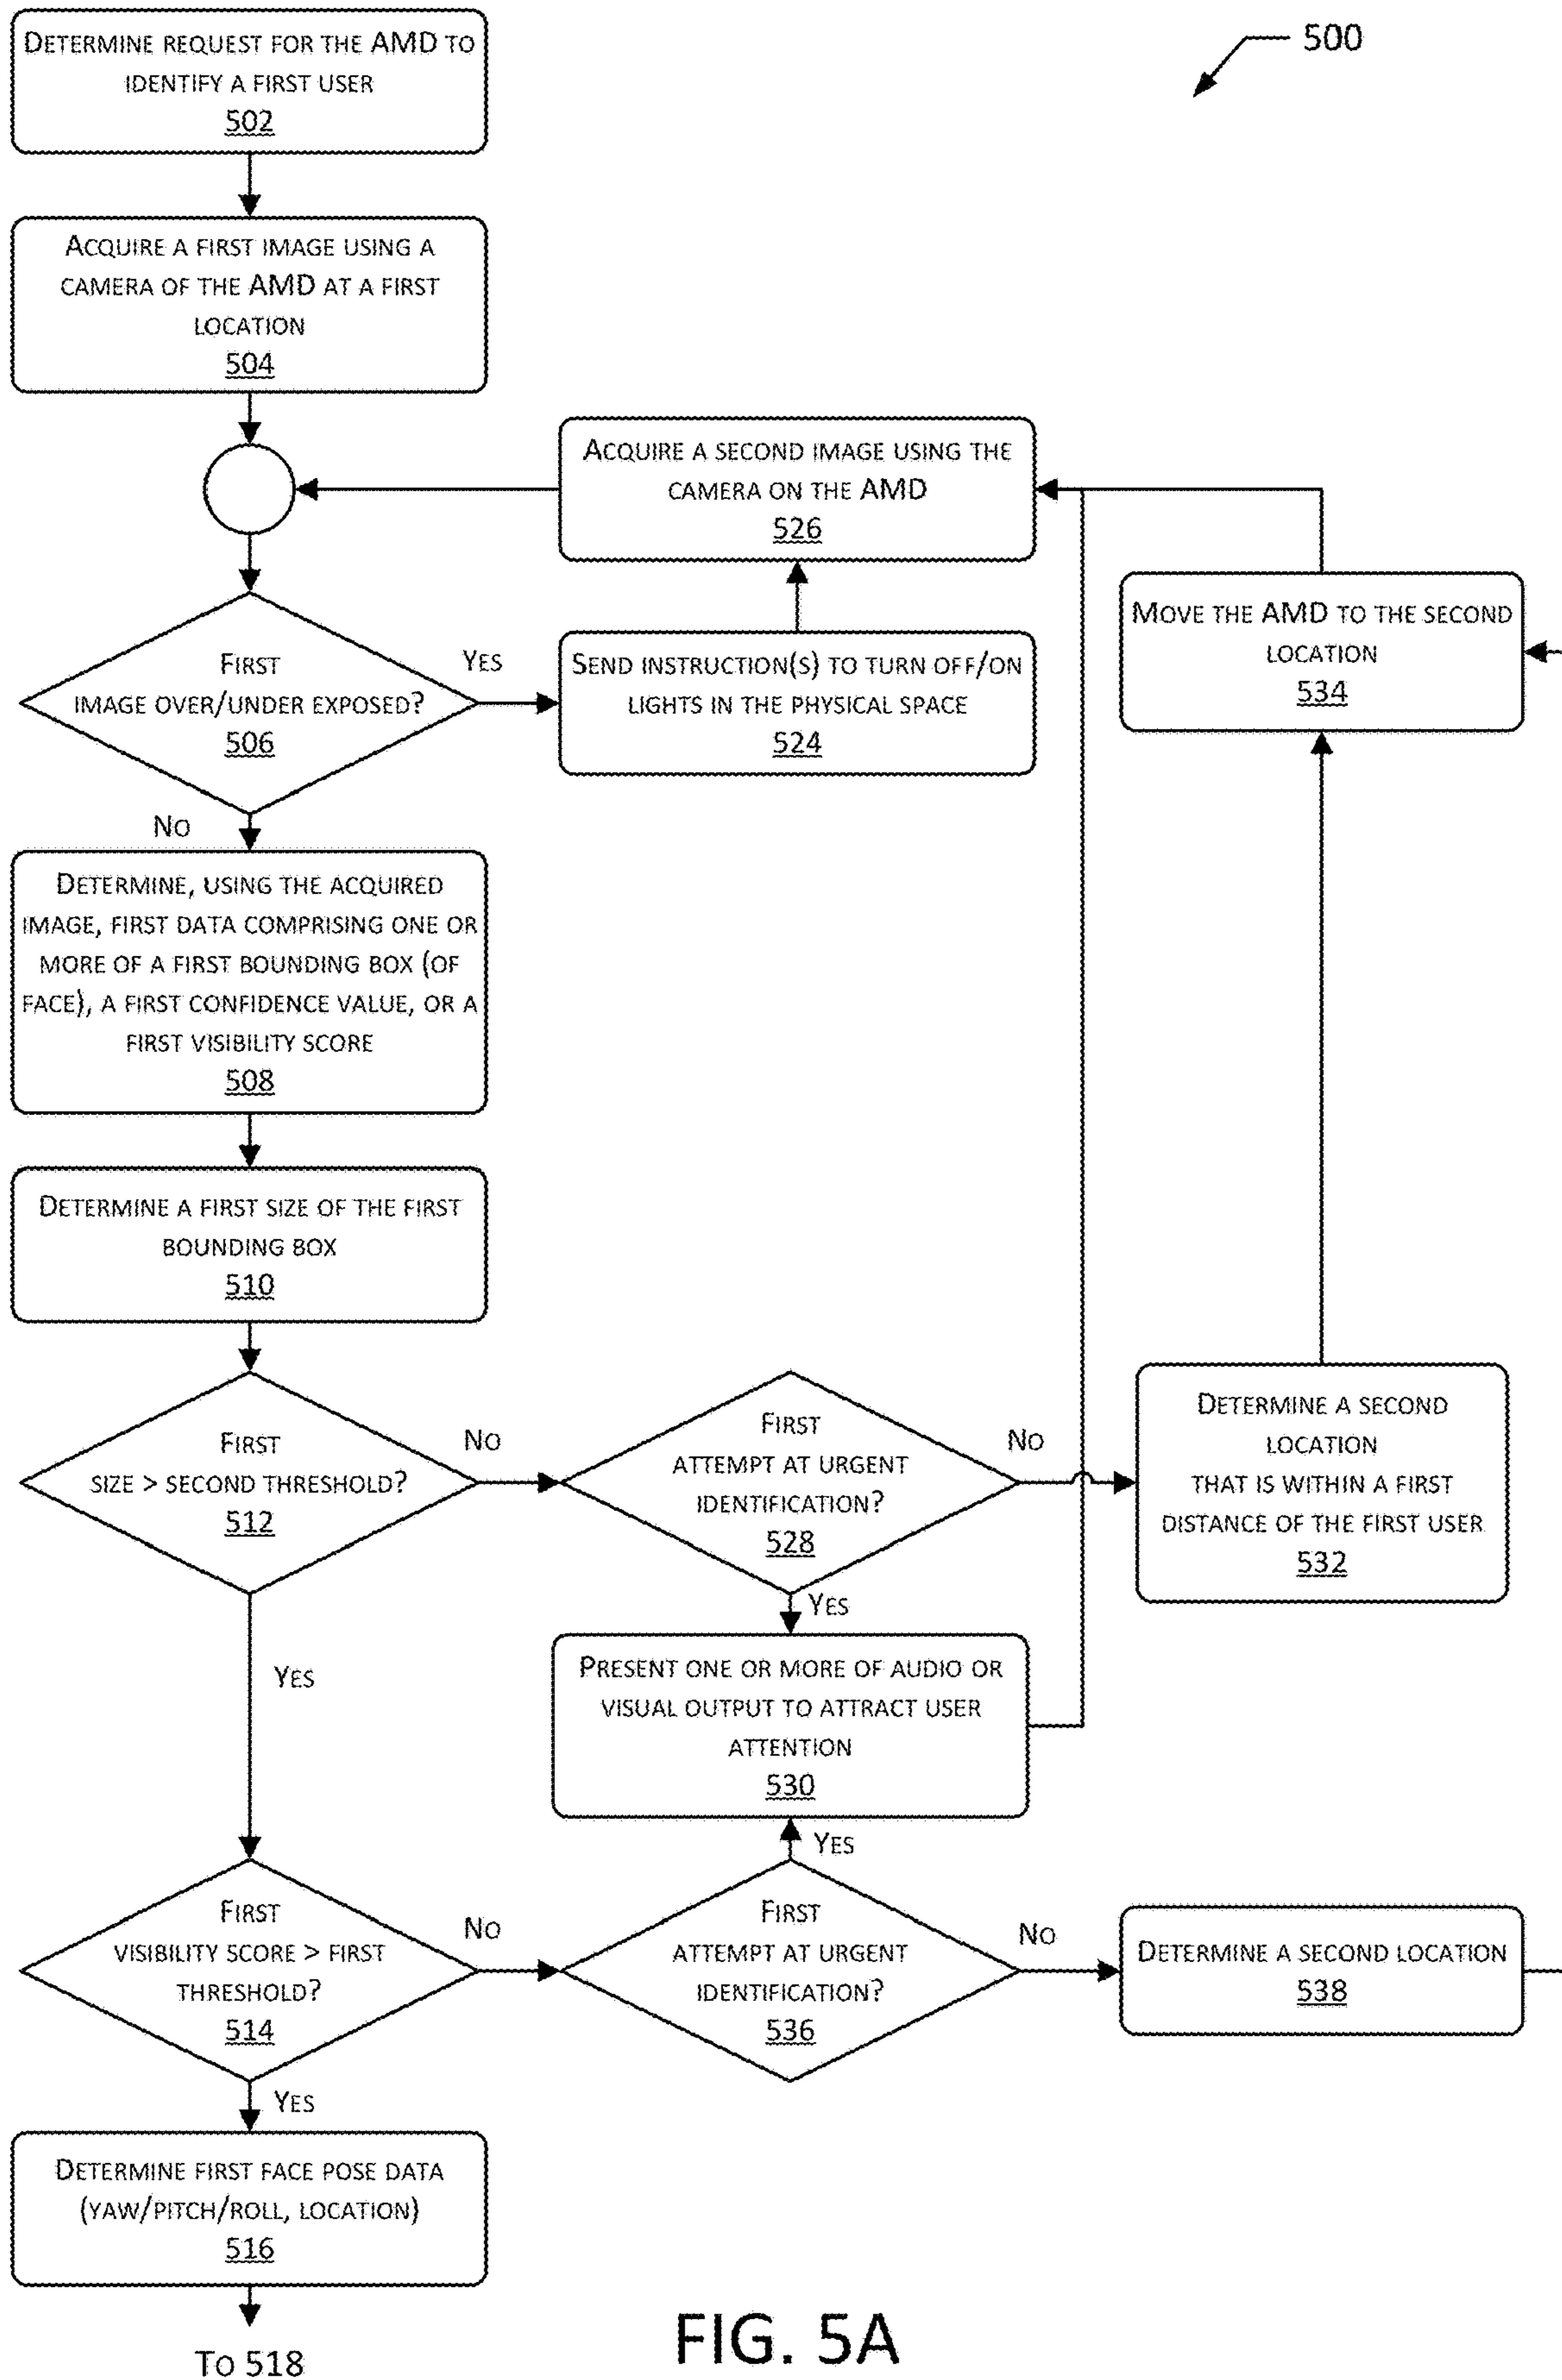 500
DETERMINE REQUEST FOR THE AMD TO
IDENTIFY A FIRST USER
502
ACQUIRE A FIRST IMAGE USING A
CAMERA OF THE AMD AT A FIRST
LOCATION
504
ACQUIRE A SECOND IMAGE USING THE
CAMERA ON THE AMD
526
MOVE THE AMD TO THE SECOND
LOCATION
534
FIRST
IMAGE OVER/UNDER EXPOSED?
506
YES
SEND INSTRUCTION(S) TO TURN OFF/ON
LIGHTS IN THE PHYSICAL SPACE
524
NO
DETERMINE, USING THE ACQUIRED
IMAGE, FIRST DATA COMPRISING ONE OR
MORE OF A FIRST BOUNDING BOX (OF
FACE), A FIRST CONFIDENCE VALUE, OR A
FIRST VISIBILITY SCORE
508
DETERMINE A FIRST SIZE OF THE FIRST
BOUNDING BOX
510
FIRST
SIZE > SECOND THRESHOLD?
512
NO
FIRST
ATTEMPT AT URGENT
IDENTIFICATION?
528
NO
DETERMINE A SECOND
LOCATION
THAT IS WITHIN A FIRST
DISTANCE OF THE FIRST USER
532
YES
YES
PRESENT ONE OR MORE OF AUDIO OR
VISUAL OUTPUT TO ATTRACT USER
ATTENTION
530
YES
FIRST
VISIBILITY SCORE > FIRST
THRESHOLD?
514
NO
FIRST
ATTEMPT AT URGENT
IDENTIFICATION?
536
NO
DETERMINE A SECOND LOCATION
538
YES
DETERMINE FIRST FACE POSE DATA
(YAW/PITCH/ROLL, LOCATION)
516
TO 518
FIG. 5A